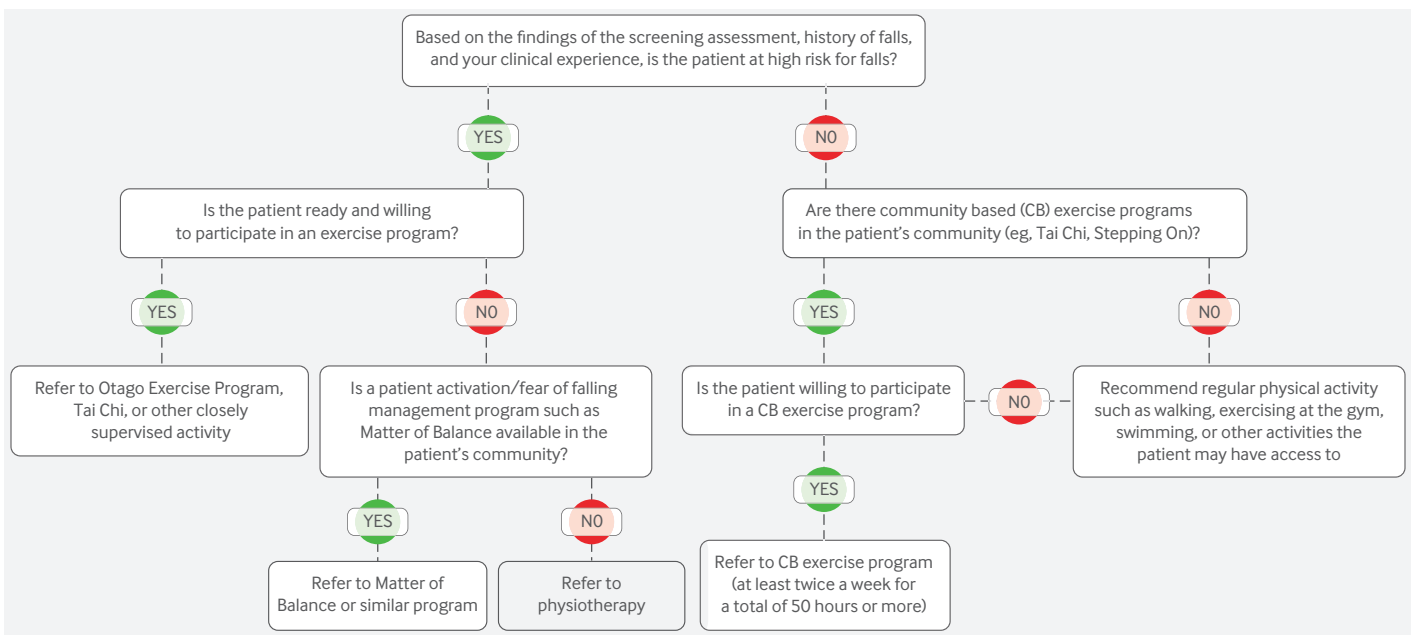 Based on the findings of the screening assessment, history of falls,
and your clinical experience, is the patient at high risk for falls?
YES
NO
Is the patient ready and willing
to participate in an exercise program?
Are there community based (CB) exercise programs
in the patient's community (eg, Tai Chi, Stepping On)?
YES
NO
YES
NO
Refer to Otago Exercise Program,
Tai Chi, or other closely
supervised activity
Is a patient activation/fear of falling
management program such as
Matter of Balance available in the
patient's community?
Is the patient willing to participate
in a CB exercise program?
NO
Recommend regular physical activity
such as walking, exercising at the gym,
swimming, or other activities the
patient may have access to
YES
NO
YES
Refer to Matter of
Balance or similar program
Refer to
physiotherapy
Refer to CB exercise program
(at least twice a week for
a total of 50 hours or more)